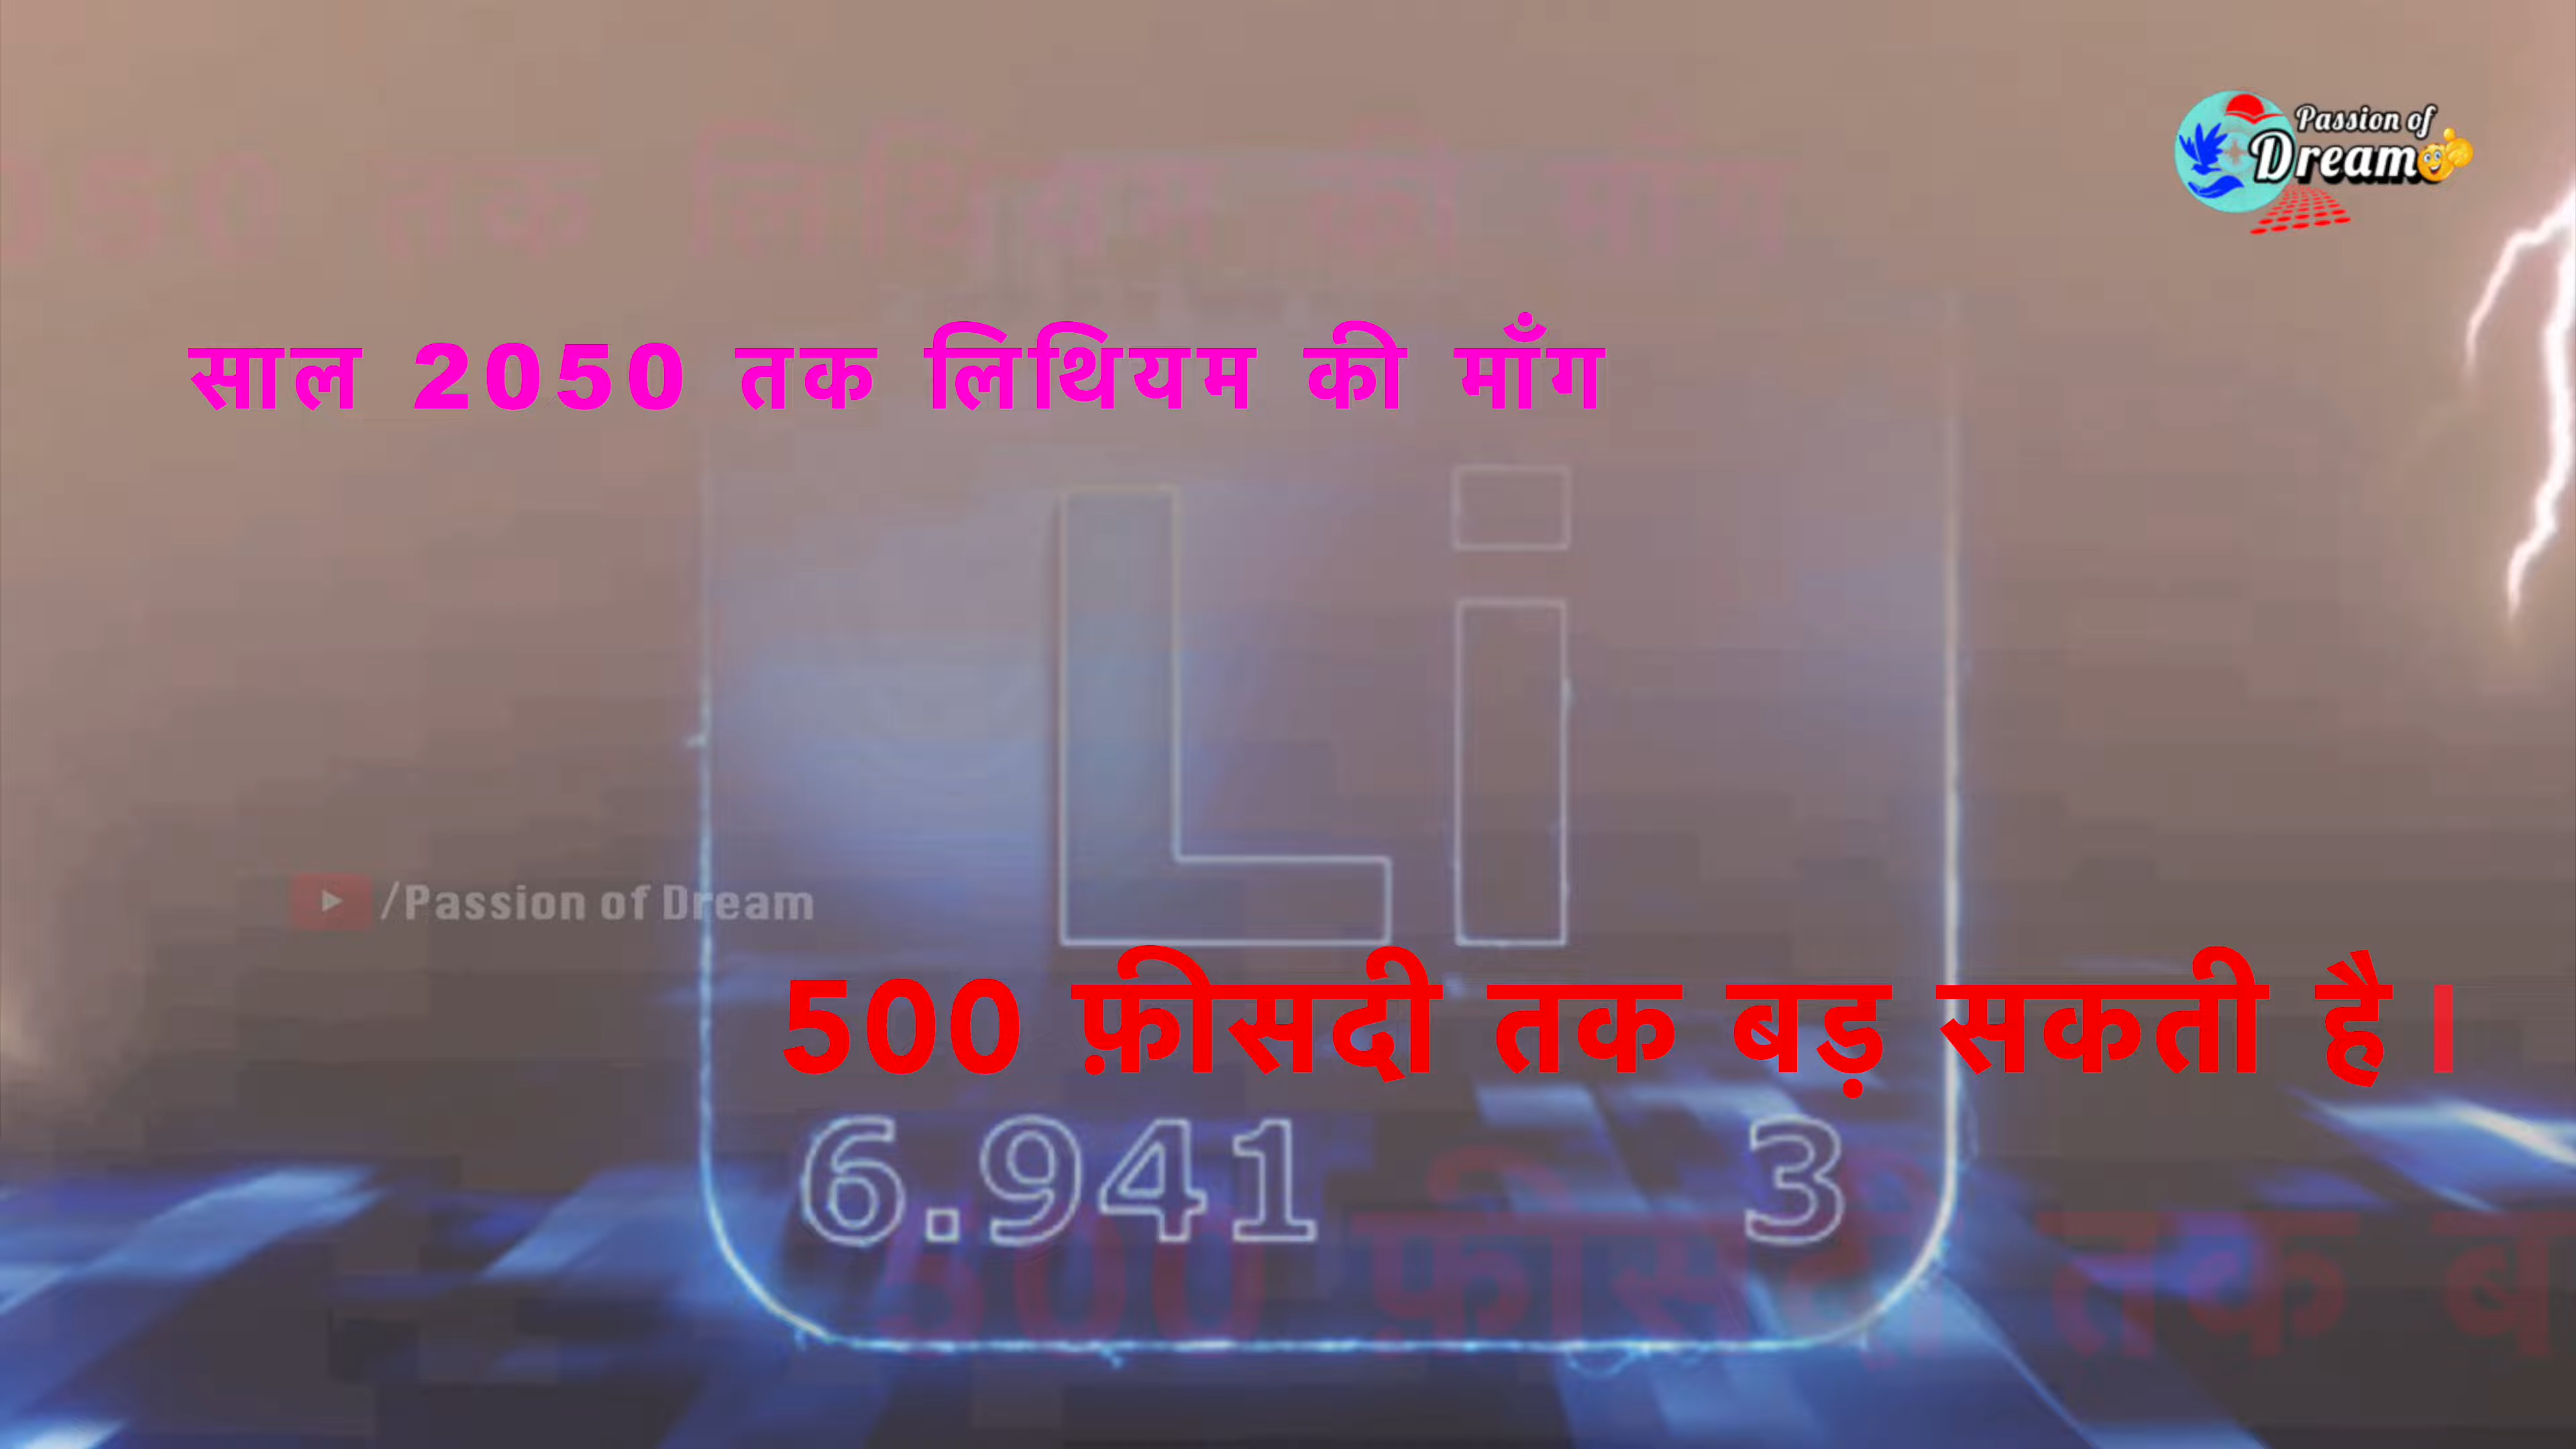 Passion of
Dream
साल 2050 तक लिथियम की माँग
Li
/Passion of Dream
500 फ़ीसदी तक बड़ सकती है।
6.941 3